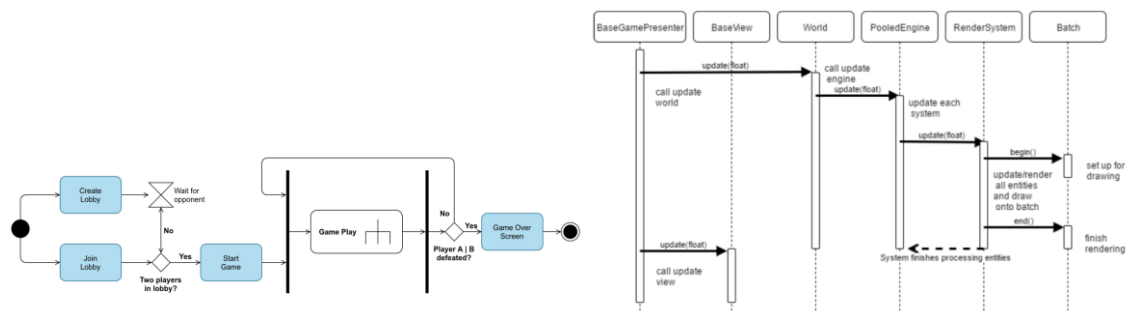 Create
Lobby
Wait for
opponent
No
Join
Lobby
Yes
Two players
in lobby?
Start
Game
Game Play
No
Yes
Player A | B
defeated?
Game Over
Screen
BaseGamePresenter
BaseView
World
PooledEngine
RenderSystem
Batch
update(float)
call update
world
call update
engine
update(float)
update each
system
update(float)
begin()
set up for
drawing
update/render
all entities
and draw
onto batch
end()
finish
rendering
update(float)
System finishes processing entities
call update
view